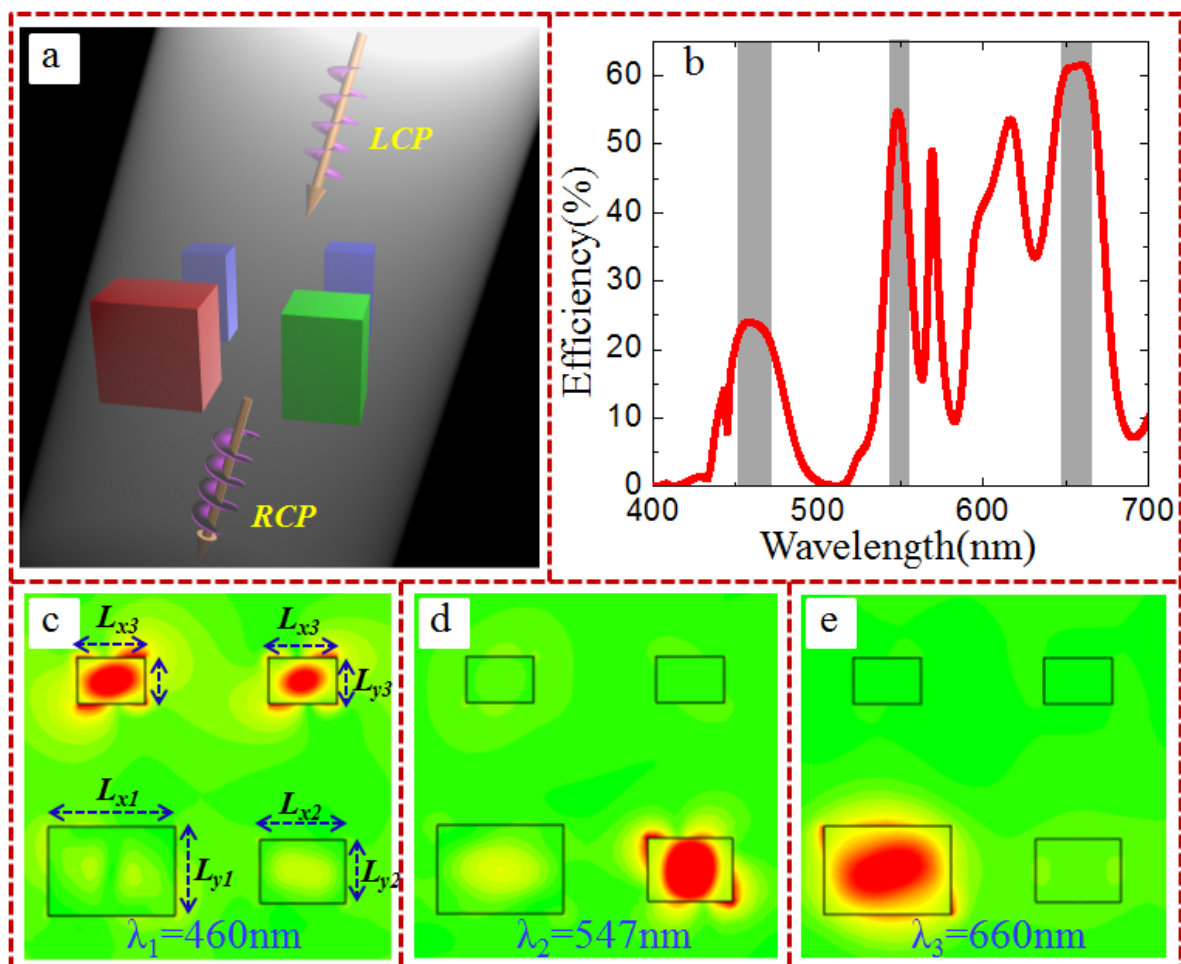 a
LCP
RCP
b
Efficiency(%)
60
50
40
30
20
10
0
400 500 600 700
Wavelength(nm)
c
Lx3 Lx3
Ly3
Lx1 Lx2
Ly1 Ly2
λ1=460nm
d
λ2=547nm
e
λ3=660nm